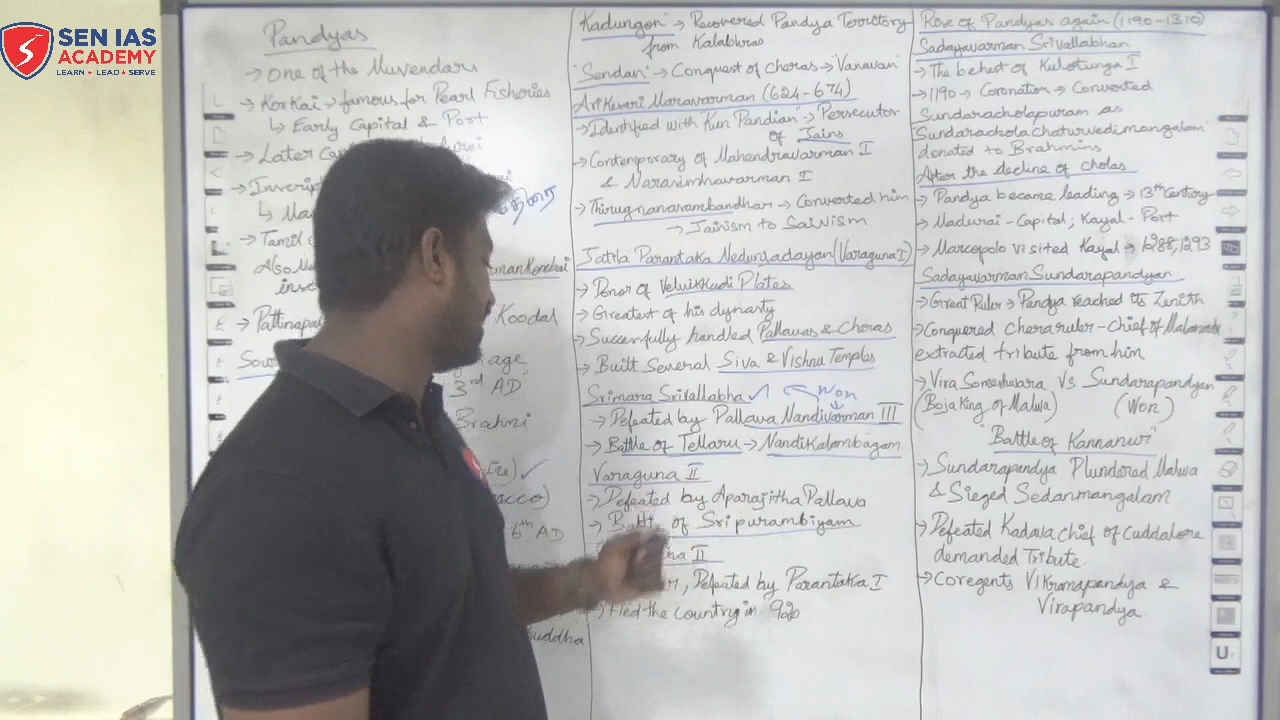 SEN IAS
ACADEMY
LEARN ★ LEAD ★ SERVE
Pandyas
→ One of the Muvendars
→ Korkai → famous for Pearl Fisheries
↳ Early Capital & Port
→ Later
→ Inscrip
→ Tamil
Also
inscr
→ Pattinapa Koodal
Sou age
3rd AD
Brahmi
6th AD
Buddha
"Kadungon" → Recovered Pandya Territory
from Kalabhras
"Sendan" → Conquest of Cheras → Vanavan
Arikesari Maravarman (624-674)
→ Identified with "Kun Pandian" → Persecutor
of Jains
→ Contemporary of Mahendravarman I
& Narasimhavarman I
→ Thirugnanasambandhar → Converted him
→ Jainism to Saivism
Jatila Parantaka Nedunjadayan (Varaguna I)
→ Donor of Velvikkudi Plates
→ Greatest of his dynasty
→ Successfully handled Pallavas & Cheras
→ Built Several Siva & Vishnu Temples
Srimara Srivallabha ✓ Won
→ Defeated by Pallava Nandivarman III
→ Battle of Tellaru → Nandikalambagam
Varaguna II
→ Defeated by Aparajitha Pallava
→ Battle of Sripurambiyam
II
, Defeated by Parantaka I
→ Fled the country in 920
Rise of Pandyas again (1190-1310)
Sadayavarman Srivallabhan
→ The behest of Kulotunga I
→ 1190 → Coronation → Converted
Sundaracholapuram as
"Sundarachola chaturvedimangalam"
donated to Brahmins
After the decline of cholas
→ Pandya became leading → 13th Century
→ Madurai - Capital; Kayal - Port
→ Marcopolo visited Kayal → 1288, 1293
Sadayavarman Sundarapandyan
→ Great Ruler → Pandya reached its Zenith
→ Conquered chera ruler - Chief of Malanadu
extracted tribute from him
→ Vira Someshwara Vs Sundarapandyan
(Boja King of Malwa) (Won)
"Battle of Kannanur"
→ Sundarapandya Plundered Malwa
& Sieged Sedanmangalam
→ Defeated Kadava chief of Cuddalore
demanded Tribute.
→ Coregents Vikramapandya &
Virapandya